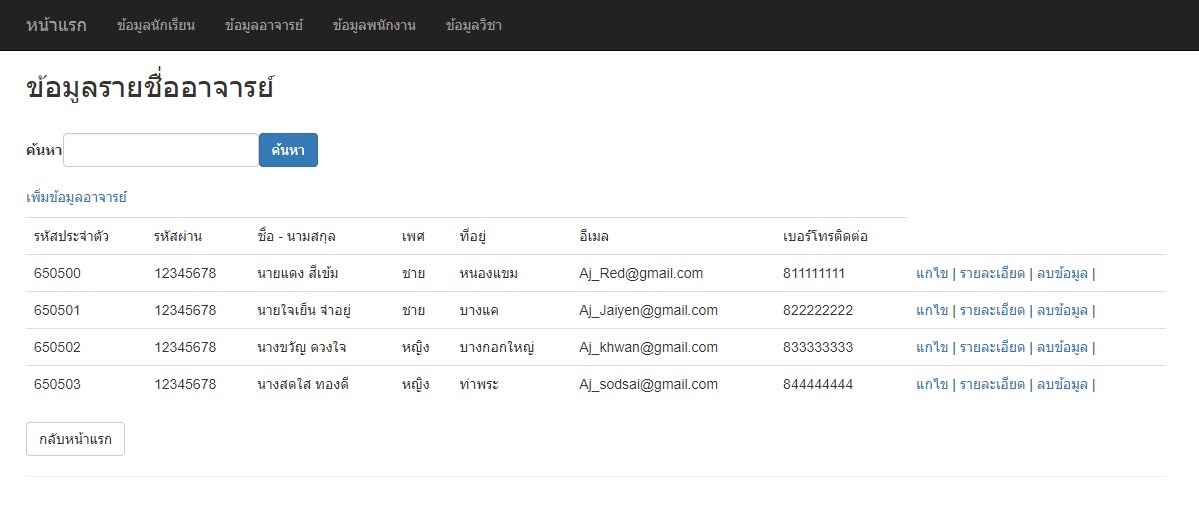 หน้าแรก ข้อมูลนักเรียน ข้อมูลอาจารย์ ข้อมูลพนักงาน ข้อมูลวิชา
ข้อมูลรายชื่ออาจารย์
ค้นหา ค้นหา
เพิ่มข้อมูลอาจารย์
รหัสประจำตัว รหัสผ่าน ชื่อ - นามสกุล เพศ ที่อยู่ อีเมล เบอร์โทรติดต่อ
650500 12345678 นายแดง สีเข้ม ชาย หนองแขม Aj_Red@gmail.com 811111111 แก้ไข | รายละเอียด | ลบข้อมูล |
650501 12345678 นายใจเย็น จำอยู่ ชาย บางแค Aj_Jaiyen@gmail.com 822222222 แก้ไข | รายละเอียด | ลบข้อมูล |
650502 12345678 นางขวัญ ดวงใจ หญิง บางกอกใหญ่ Aj_khwan@gmail.com 833333333 แก้ไข | รายละเอียด | ลบข้อมูล |
650503 12345678 นางสดใส ทองดี หญิง ท่าพระ Aj_sodsai@gmail.com 844444444 แก้ไข | รายละเอียด | ลบข้อมูล |
กลับหน้าแรก